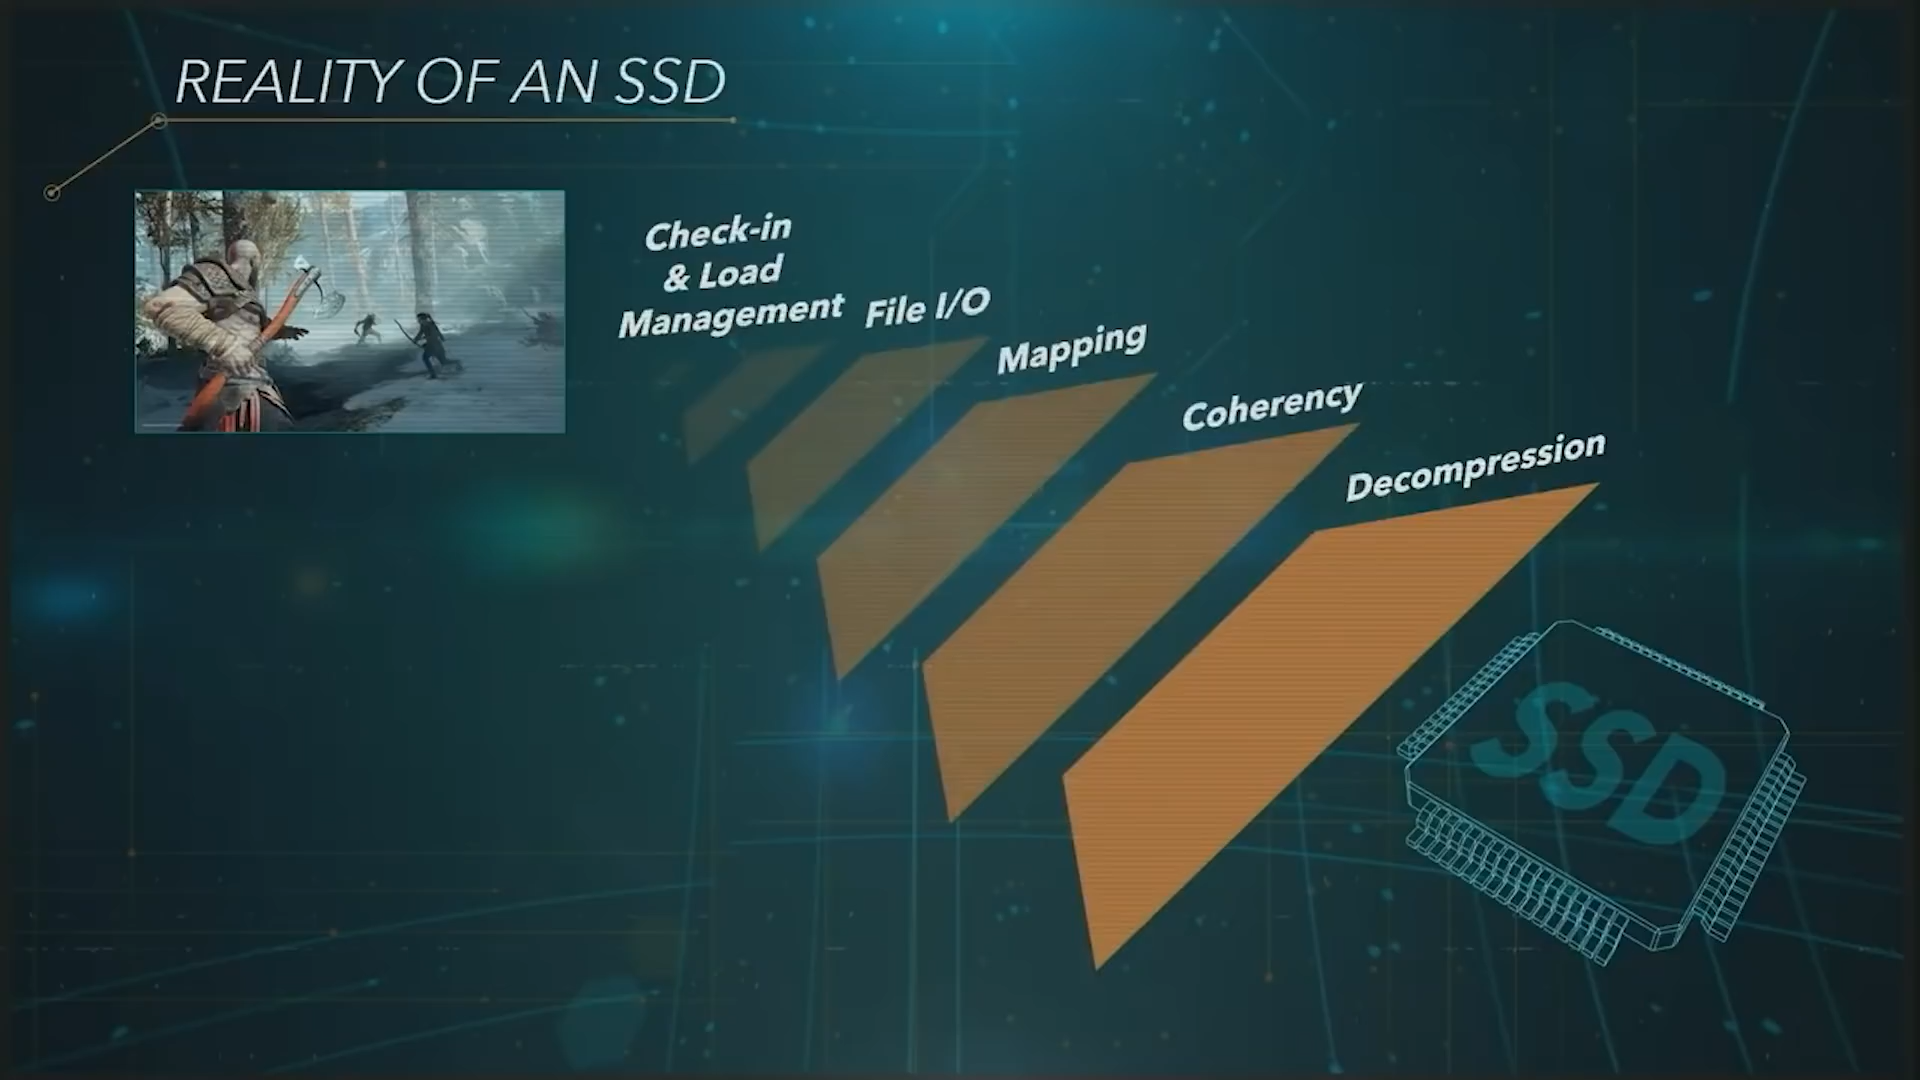 REALITY OF AN SSD
Check-in
& Load
Management
File I/O
Mapping
Coherency
Decompression
SSD